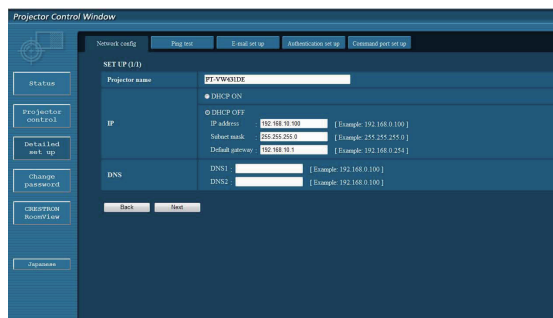 Projector Control Window
Network config
Ping test
E-mail set up
Authentication set up
Command port set up
SET UP (1/1)
Status
Projector control
Detailed set up
Change password
CRESTRON RoomView
Japanese
Projector name
PT-VW431DE
IP
DHCP ON
DHCP OFF
IP address : 192.168.10.100 [ Example: 192.168.0.100 ]
Subnet mask : 255.255.255.0 [ Example: 255.255.255.0 ]
Default gateway : 192.168.10.1 [ Example: 192.168.0.254 ]
DNS
DNS1 : [ Example: 192.168.0.100 ]
DNS2 : [ Example: 192.168.0.100 ]
Back
Next